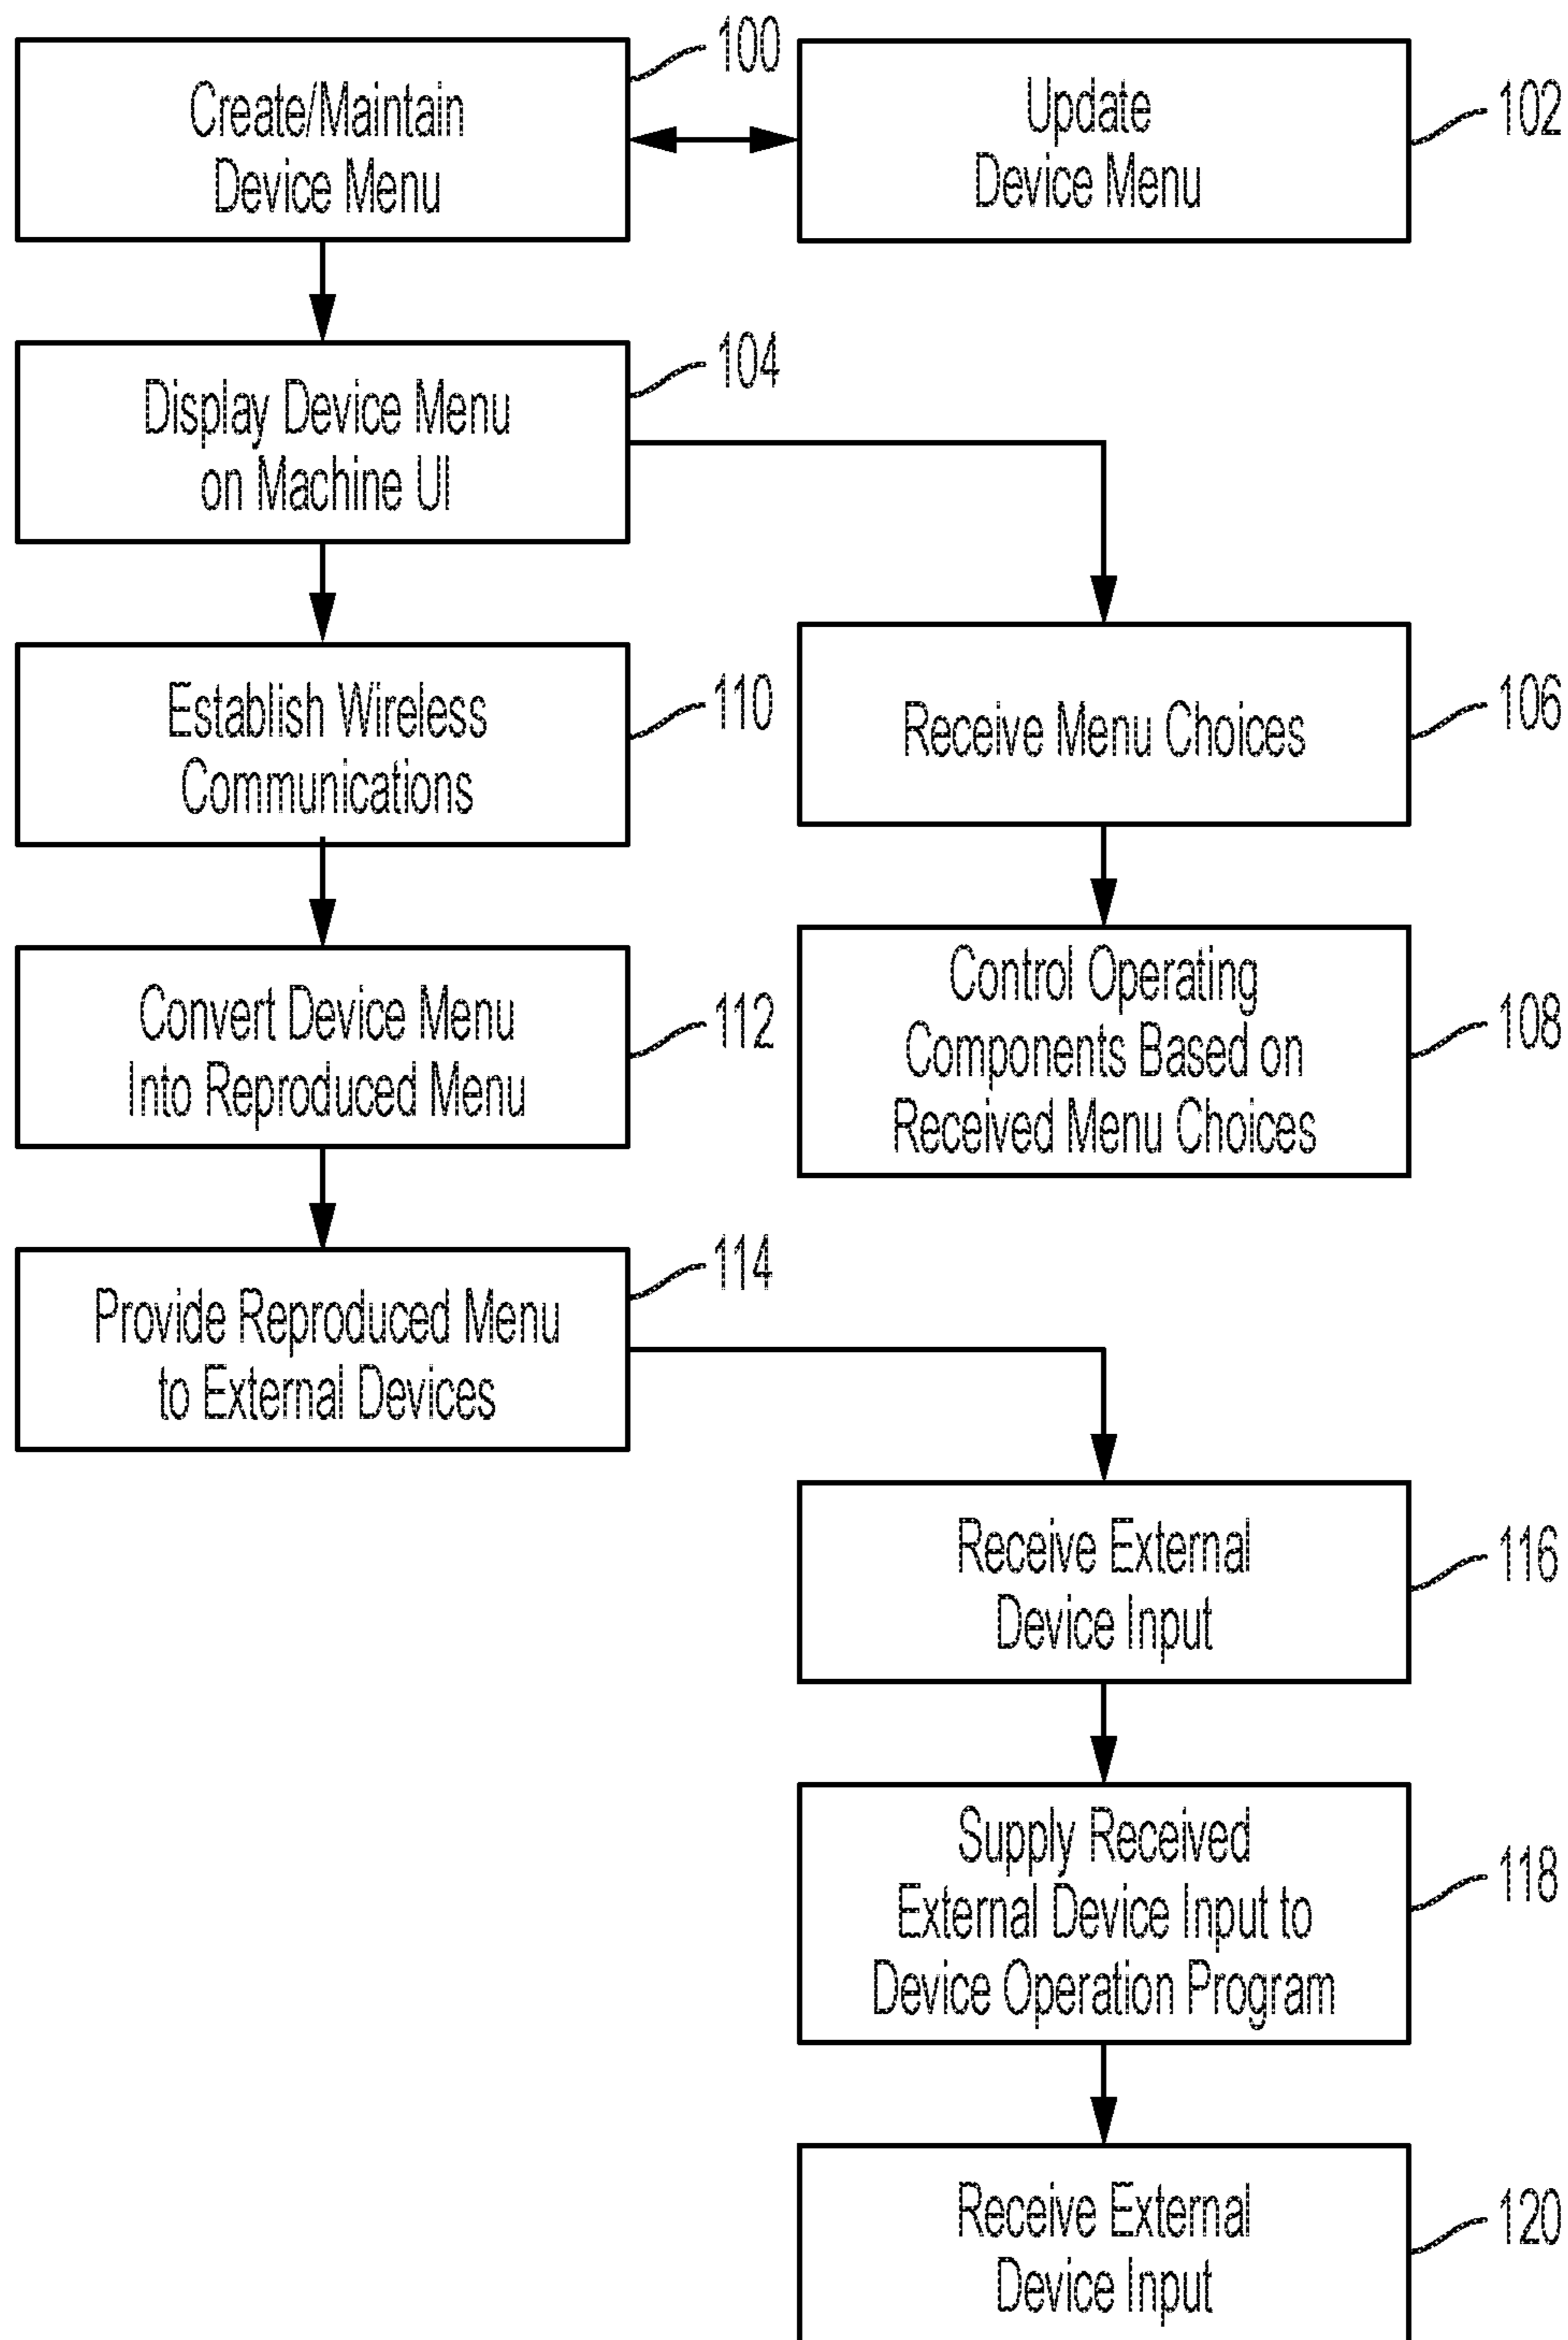 100
Create/Maintain
Device Menu
Update
Device Menu
102
104
Display Device Menu
on Machine UI
Establish Wireless
Communications
110
Receive Menu Choices
106
Convert Device Menu
Into Reproduced Menu
112
Control Operating
Components Based on
Received Menu Choices
108
114
Provide Reproduced Menu
to External Devices
Receive External
Device Input
116
Supply Received
External Device Input to
Device Operation Program
118
Receive External
Device Input
120